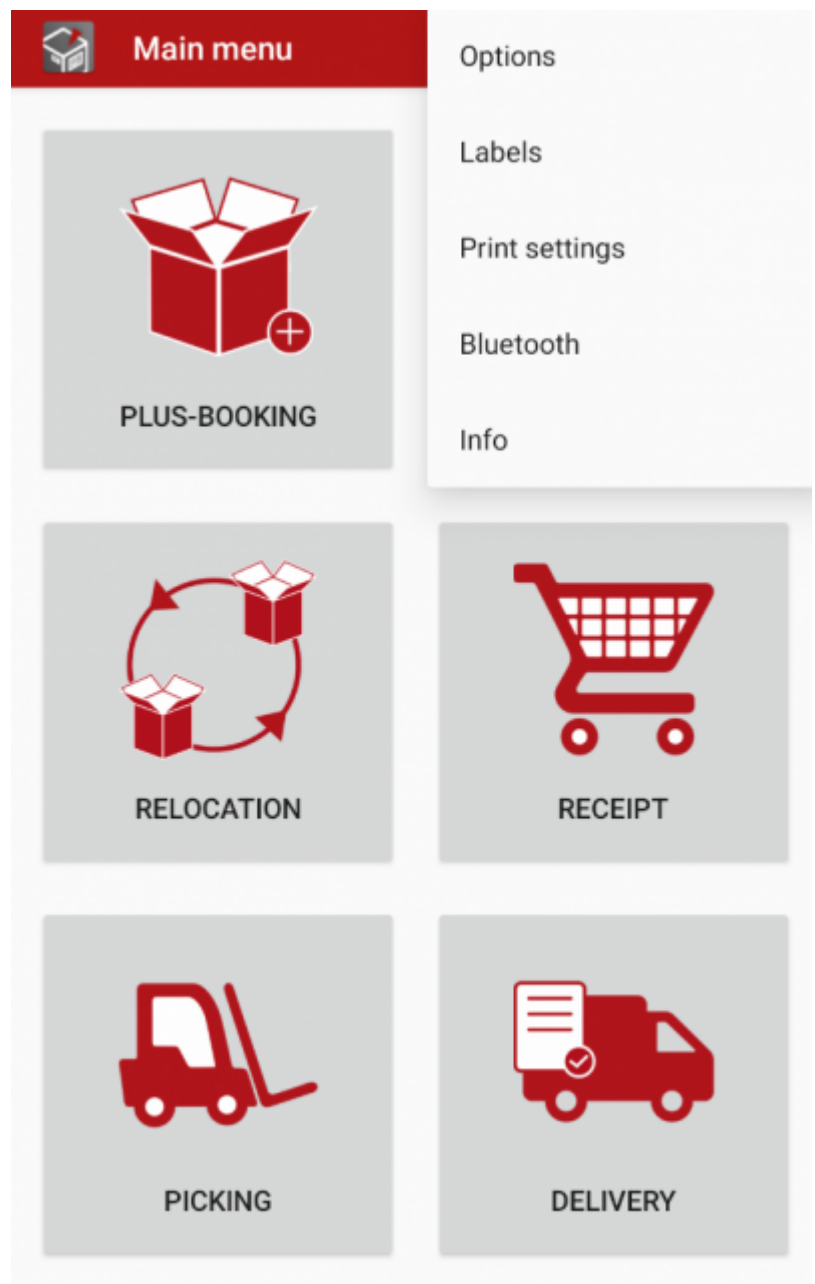 Main menu
Options
Labels
Print settings
Bluetooth
Info
PLUS-BOOKING
RELOCATION
RECEIPT
PICKING
DELIVERY